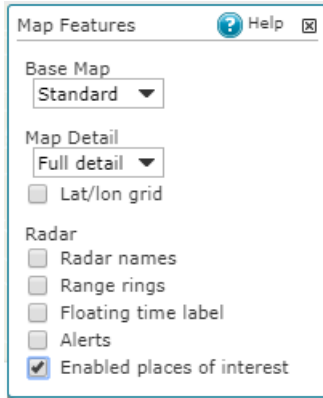 Map Features ? Help
Base Map
Standard
Map Detail
Full detail
Lat/lon grid
Radar
Radar names
Range rings
Floating time label
Alerts
Enabled places of interest